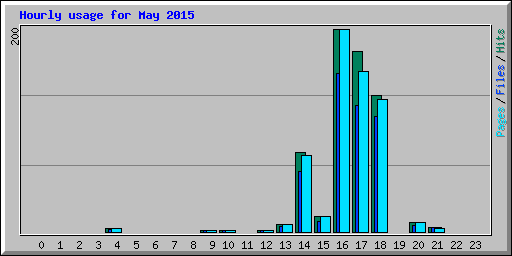 Hourly usage for May 2015
200
Pages/Files/Hits
0 1 2 3 4 5 6 7 8 9 10 11 12 13 14 15 16 17 18 19 20 21 22 23